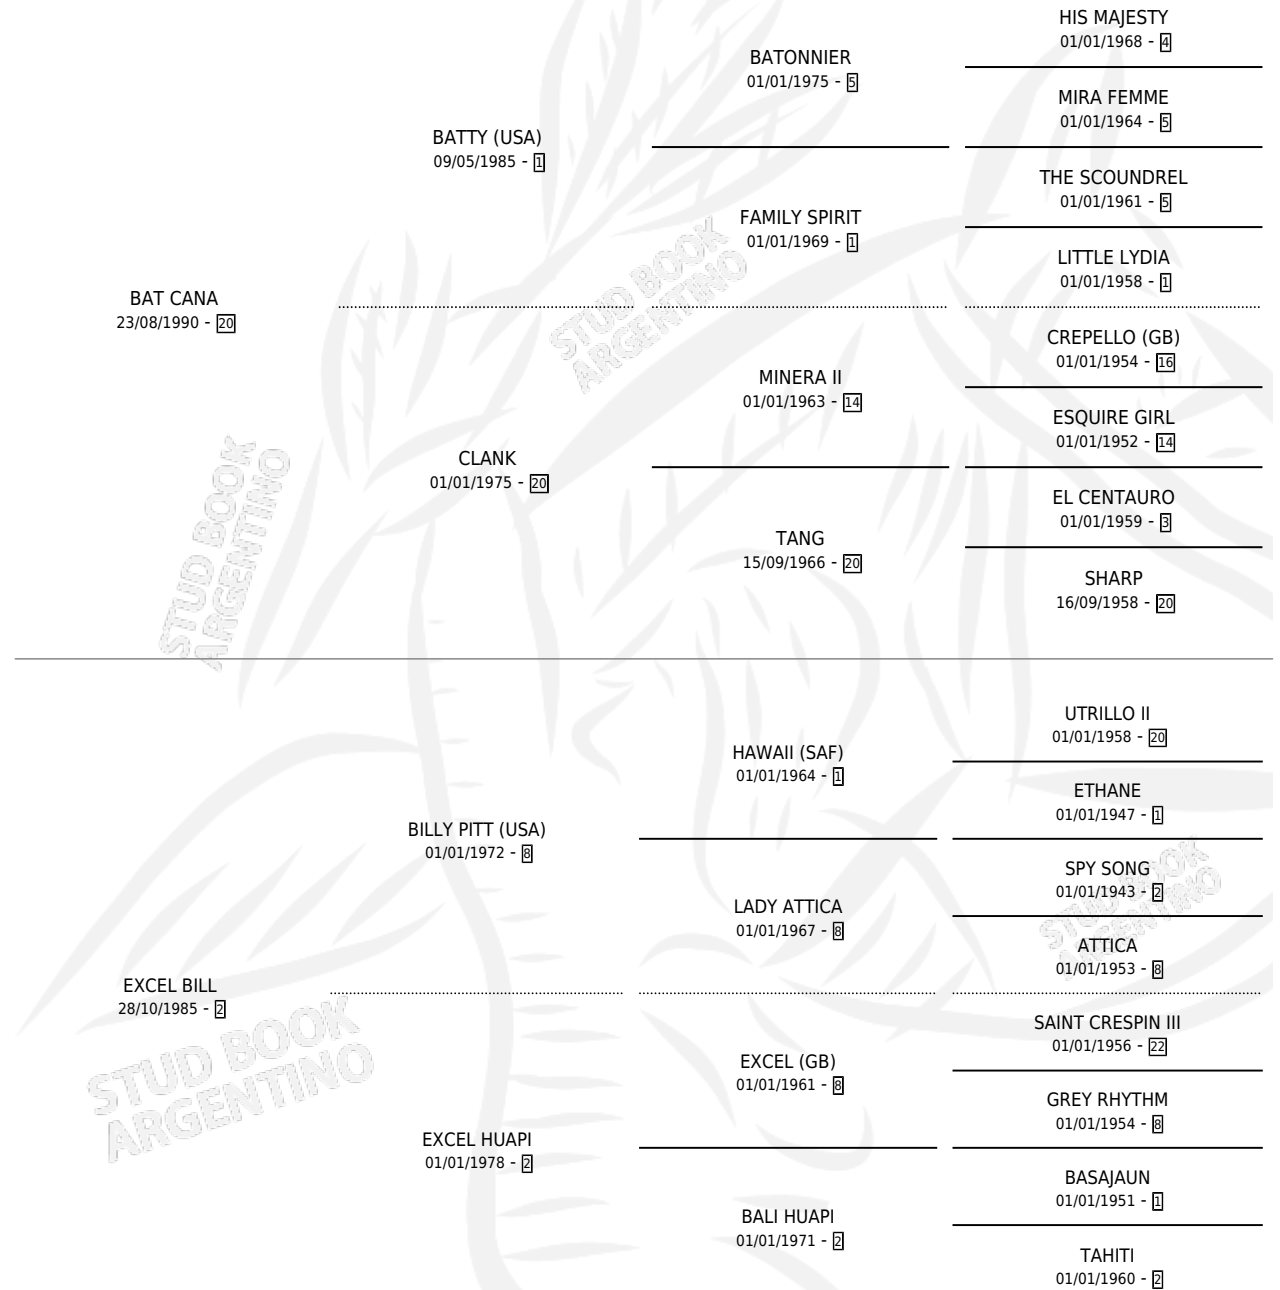 HIS MAJESTY
01/01/1968 - 4
BATONNIER
01/01/1975 - 5
MIRA FEMME
01/01/1964 - 5
BATTY (USA)
09/05/1985 - 1
THE SCOUNDREL
01/01/1961 - 5
FAMILY SPIRIT
01/01/1969 - 1
LITTLE LYDIA
01/01/1958 - 1
BAT CANA
23/08/1990 - 20
STUD BOOK
ARGENTINO
CREPELLO (GB)
01/01/1954 - 16
MINERA II
01/01/1963 - 14
ESQUIRE GIRL
01/01/1952 - 14
CLANK
01/01/1975 - 20
EL CENTAURO
01/01/1959 - 3
TANG
15/09/1966 - 20
SHARP
16/09/1958 - 20
STUD BOOK
ARGENTINO
UTRILLO II
01/01/1958 - 20
HAWAII (SAF)
01/01/1964 - 1
ETHANE
01/01/1947 - 1
BILLY PITT (USA)
01/01/1972 - 8
SPY SONG
01/01/1943 - 2
LADY ATTICA
01/01/1967 - 8
STUD BOOK
ARGENTINO
ATTICA
01/01/1953 - 8
EXCEL BILL
28/10/1985 - 2
SAINT CRESPIN III
01/01/1956 - 22
EXCEL (GB)
01/01/1961 - 8
GREY RHYTHM
01/01/1954 - 8
STUD BOOK
ARGENTINO
EXCEL HUAPI
01/01/1978 - 2
BASAJAUN
01/01/1951 - 1
BALI HUAPI
01/01/1971 - 2
TAHITI
01/01/1960 - 2